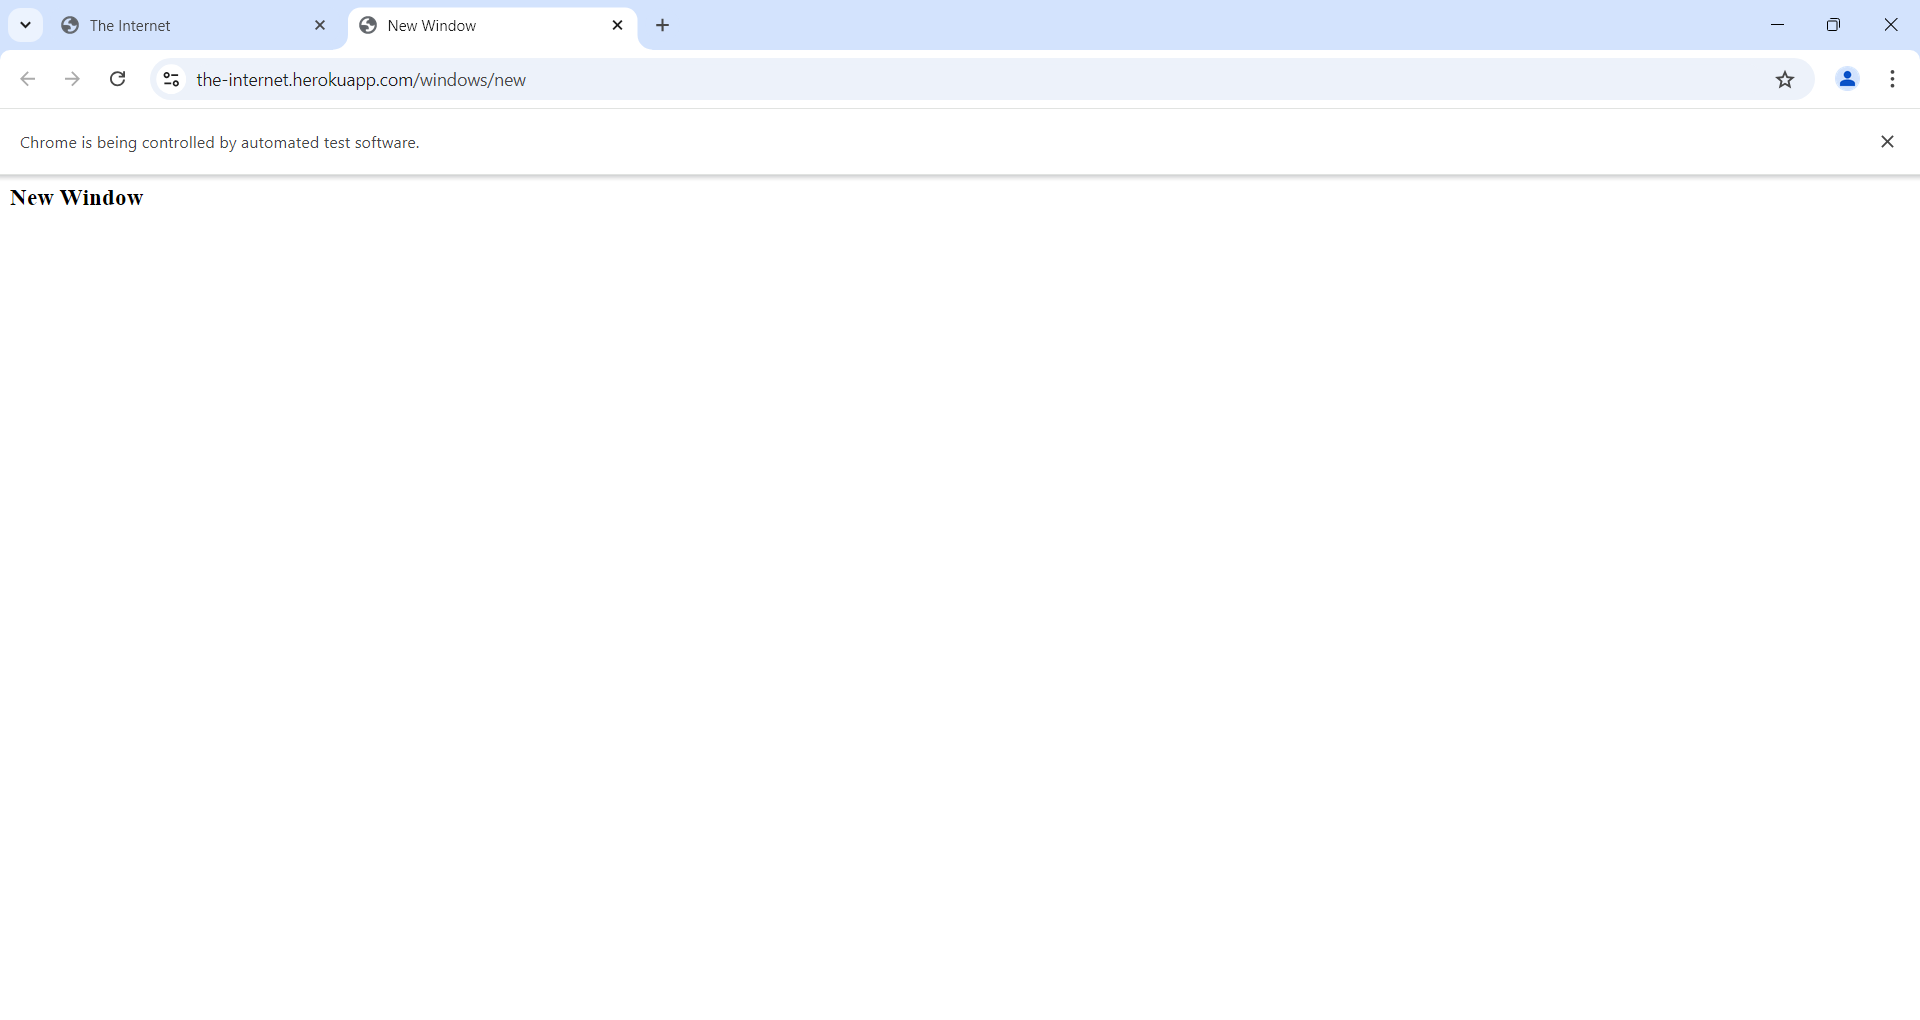 The Internet
New Window
the-internet.herokuapp.com/windows/new
Chrome is being controlled by automated test software.
New Window